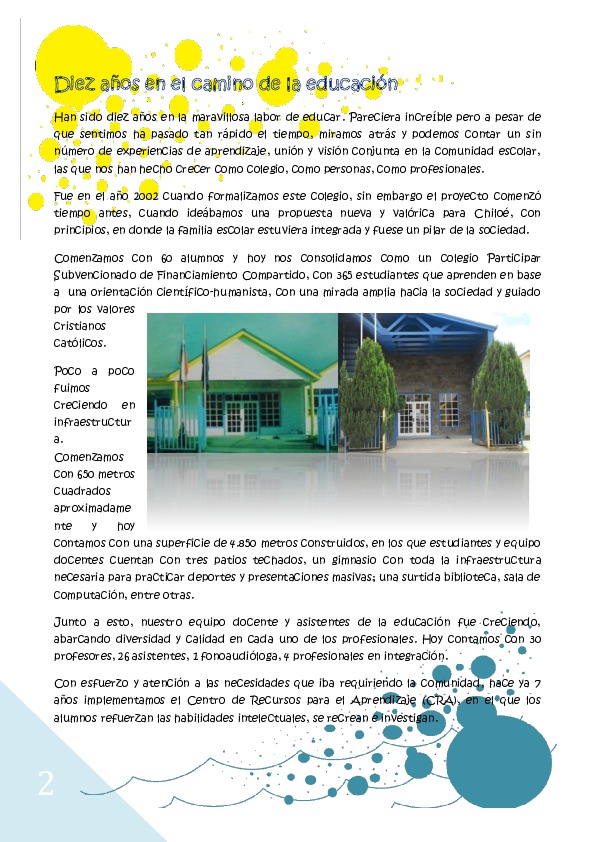 Diez años en el camino de la educación
Han sido diez años en la maravillosa labor de educar. Pareciera increíble pero a pesar de
que sentimos ha pasado tan rápido el tiempo, miramos atrás y podemos contar un sin
número de experiencias de aprendizaje, unión y visión conjunta en la comunidad escolar,
las que nos han hecho crecer como colegio, como personas, como profesionales.
Fue en el año 2002 cuando formalizamos este colegio, sin embargo el proyecto comenzó
tiempo antes, cuando ideábamos una propuesta nueva y valórica para Chiloé, con
principios, en donde la familia escolar estuviera integrada y fuese un pilar de la sociedad.
Comenzamos con 60 alumnos y hoy nos consolidamos como un colegio Participar
Subvencionado de Financiamiento Compartido, con 365 estudiantes que aprenden en base
a una orientación científico-humanista, con una mirada amplia hacia la sociedad y guiado
por los valores
cristianos
católicos.
Poco a poco
fuimos
creciendo en
infraestructur
a.
Comenzamos
con 650 metros
cuadrados
aproximadame
nte y hoy
contamos con una superficie de 4.850 metros construidos, en los que estudiantes y equipo
docentes cuentan con tres patios techados, un gimnasio con toda la infraestructura
necesaria para practicar deportes y presentaciones masivas; una surtida biblioteca, sala de
computación, entre otras.
Junto a esto, nuestro equipo docente y asistentes de la educación fue creciendo,
abarcando diversidad y calidad en cada uno de los profesionales. Hoy contamos con 30
profesores, 26 asistentes, 1 fonoaudióloga, 4 profesionales en integración.
Con esfuerzo y atención a las necesidades que iba requiriendo la comunidad, hace ya 7
años implementamos el Centro de Recursos para el Aprendizaje (CRA), en el que los
alumnos refuerzan las habilidades intelectuales, se recrean e investigan.
2